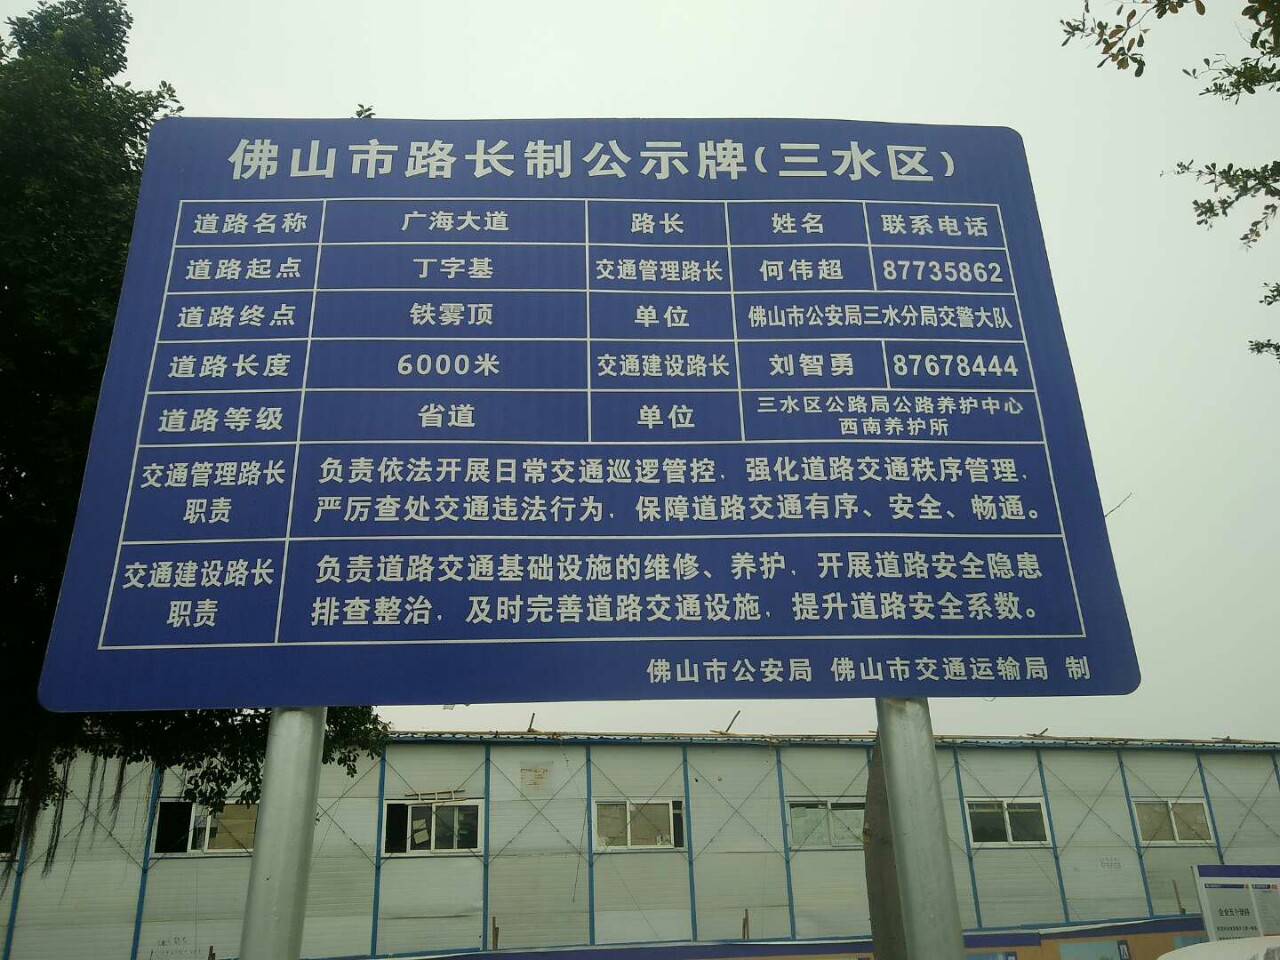 佛山市路长制公示牌(三水区)
道路名称 广海大道 路长 姓名 联系电话
道路起点 丁字基 交通管理路长 何伟超 87735862
道路终点 铁雾顶 单位 佛山市公安局三水分局交警大队
道路长度 6000米 交通建设路长 刘智勇 87678444
道路等级 省道 单位 三水区公路局公路养护中心
西南养护所
交通管理路长
职责
负责依法开展日常交通巡逻管控，强化道路交通秩序管理，
严厉查处交通违法行为，保障道路交通有序、安全、畅通。
交通建设路长
职责
负责道路交通基础设施的维修、养护，开展道路安全隐患
排查整治，及时完善道路交通设施，提升道路安全系数。
佛山市公安局 佛山市交通运输局 制